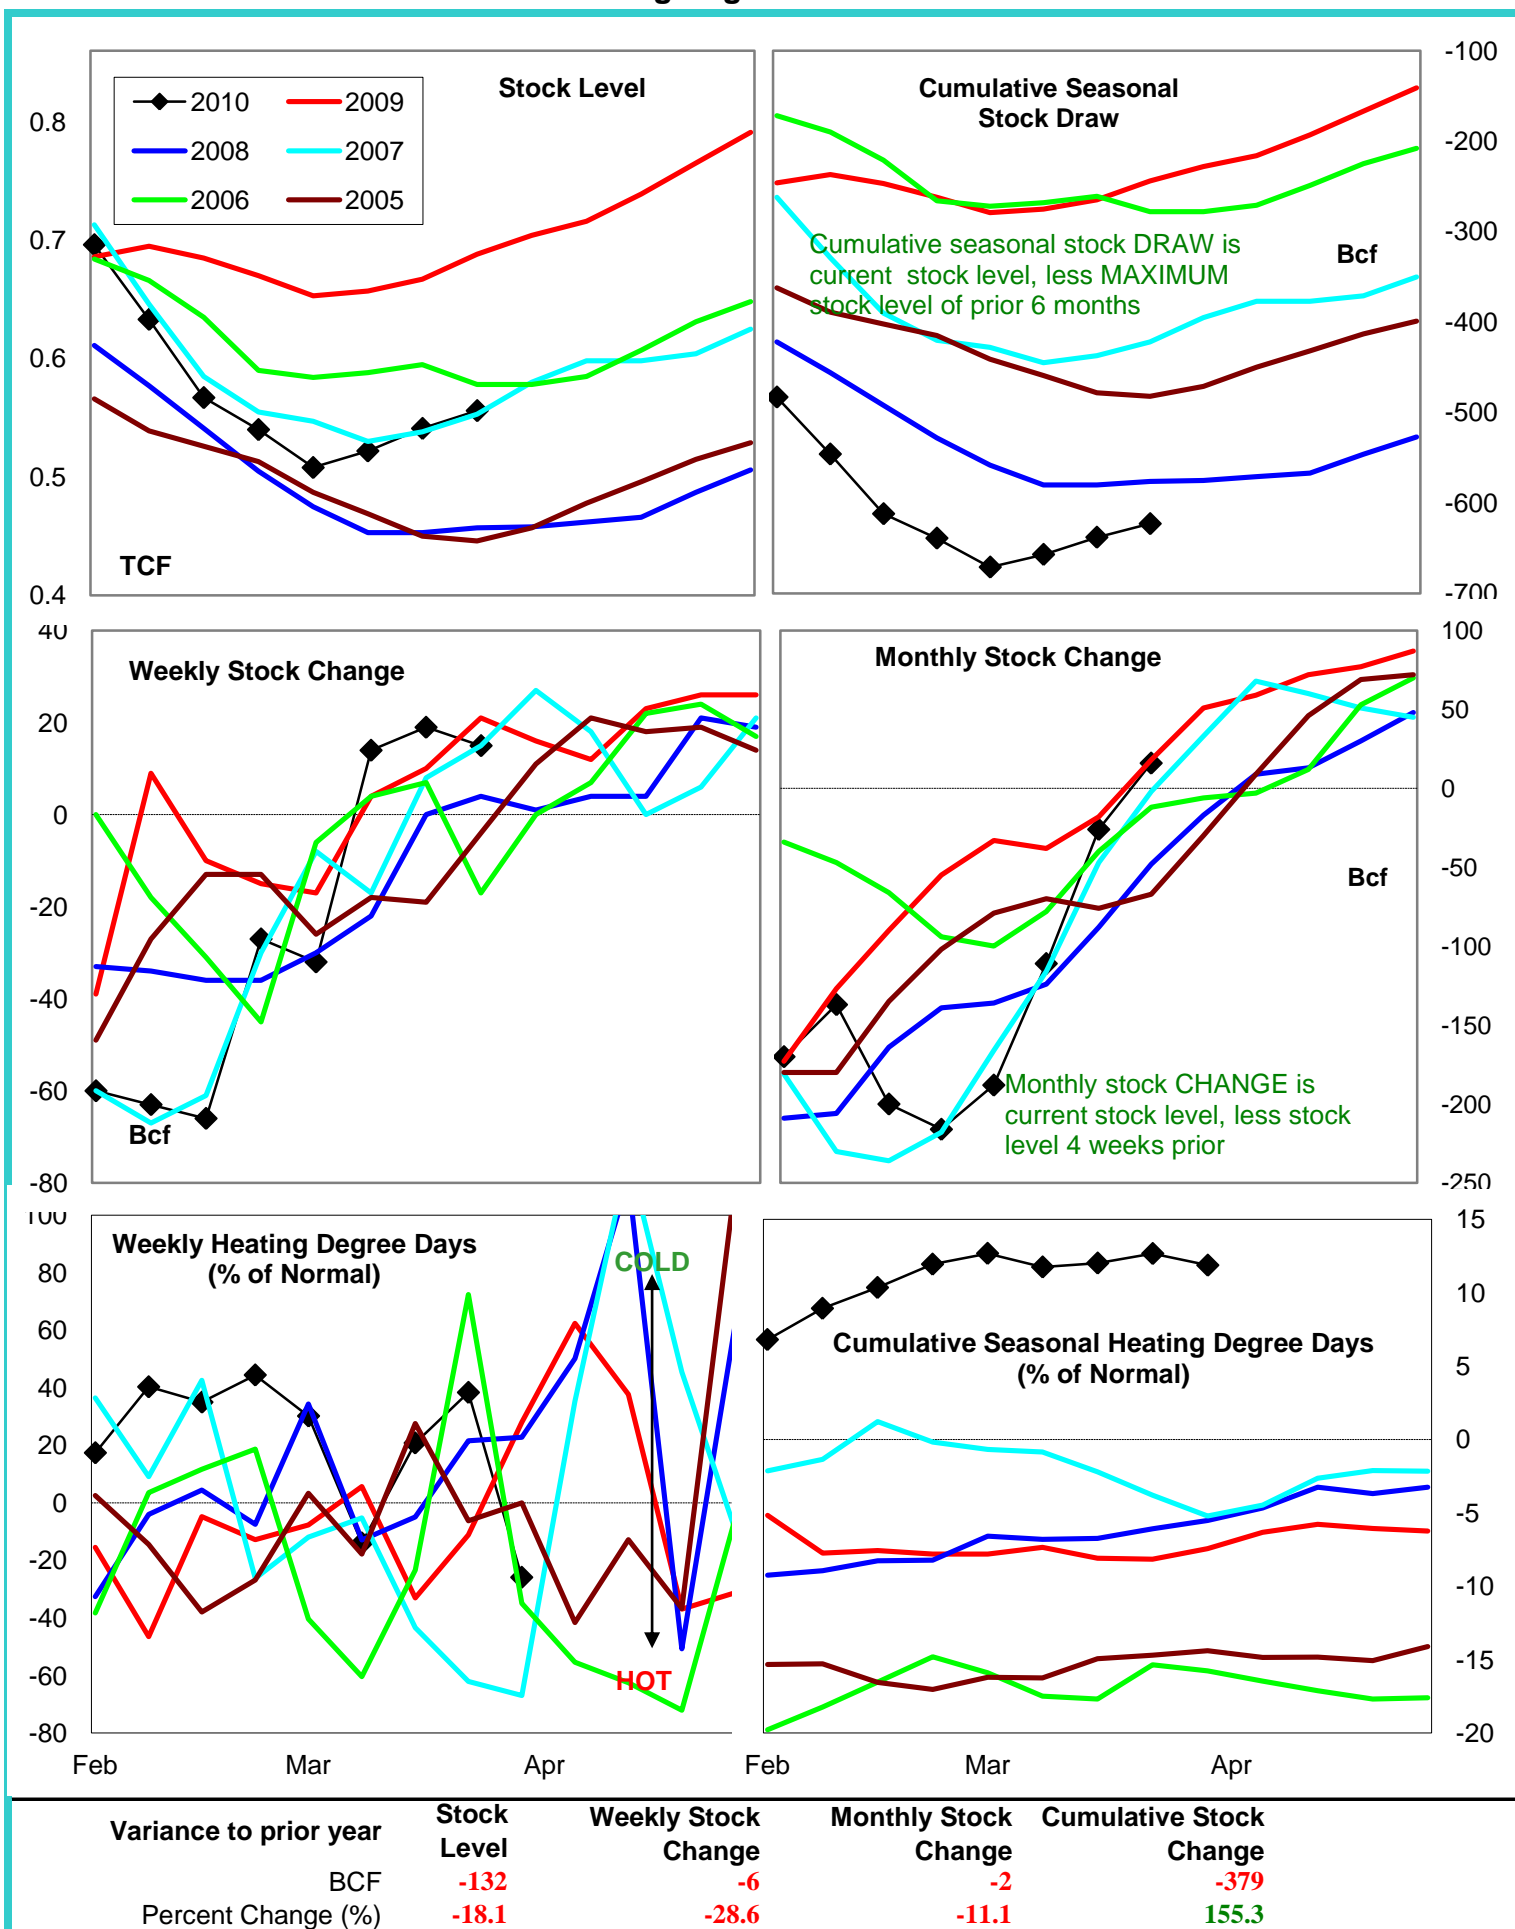 Stock Level
2010
2009
2008
2007
2006
2005
0.8
0.7
0.6
0.5
0.4
TCF
Cumulative Seasonal
Stock Draw
Cumulative seasonal stock DRAW is
current stock level, less MAXIMUM
stock level of prior 6 months
Bcf
-100
-200
-300
-400
-500
-600
-700
Weekly Stock Change
40
20
0
-20
-40
-60
-80
Bcf
Monthly Stock Change
Bcf
Monthly stock CHANGE is
current stock level, less stock
level 4 weeks prior
100
50
0
-50
-100
-150
-200
-250
Weekly Heating Degree Days
(% of Normal)
COLD
HOT
100
80
60
40
20
0
-20
-40
-60
-80
Feb
Mar
Apr
Cumulative Seasonal Heating Degree Days
(% of Normal)
15
10
5
0
-5
-10
-15
-20
Feb
Mar
Apr
Variance to prior year
Stock
Level
Weekly Stock
Change
Monthly Stock
Change
Cumulative Stock
Change
BCF -132 -6 -2 -379
Percent Change (%) -18.1 -28.6 -11.1 155.3